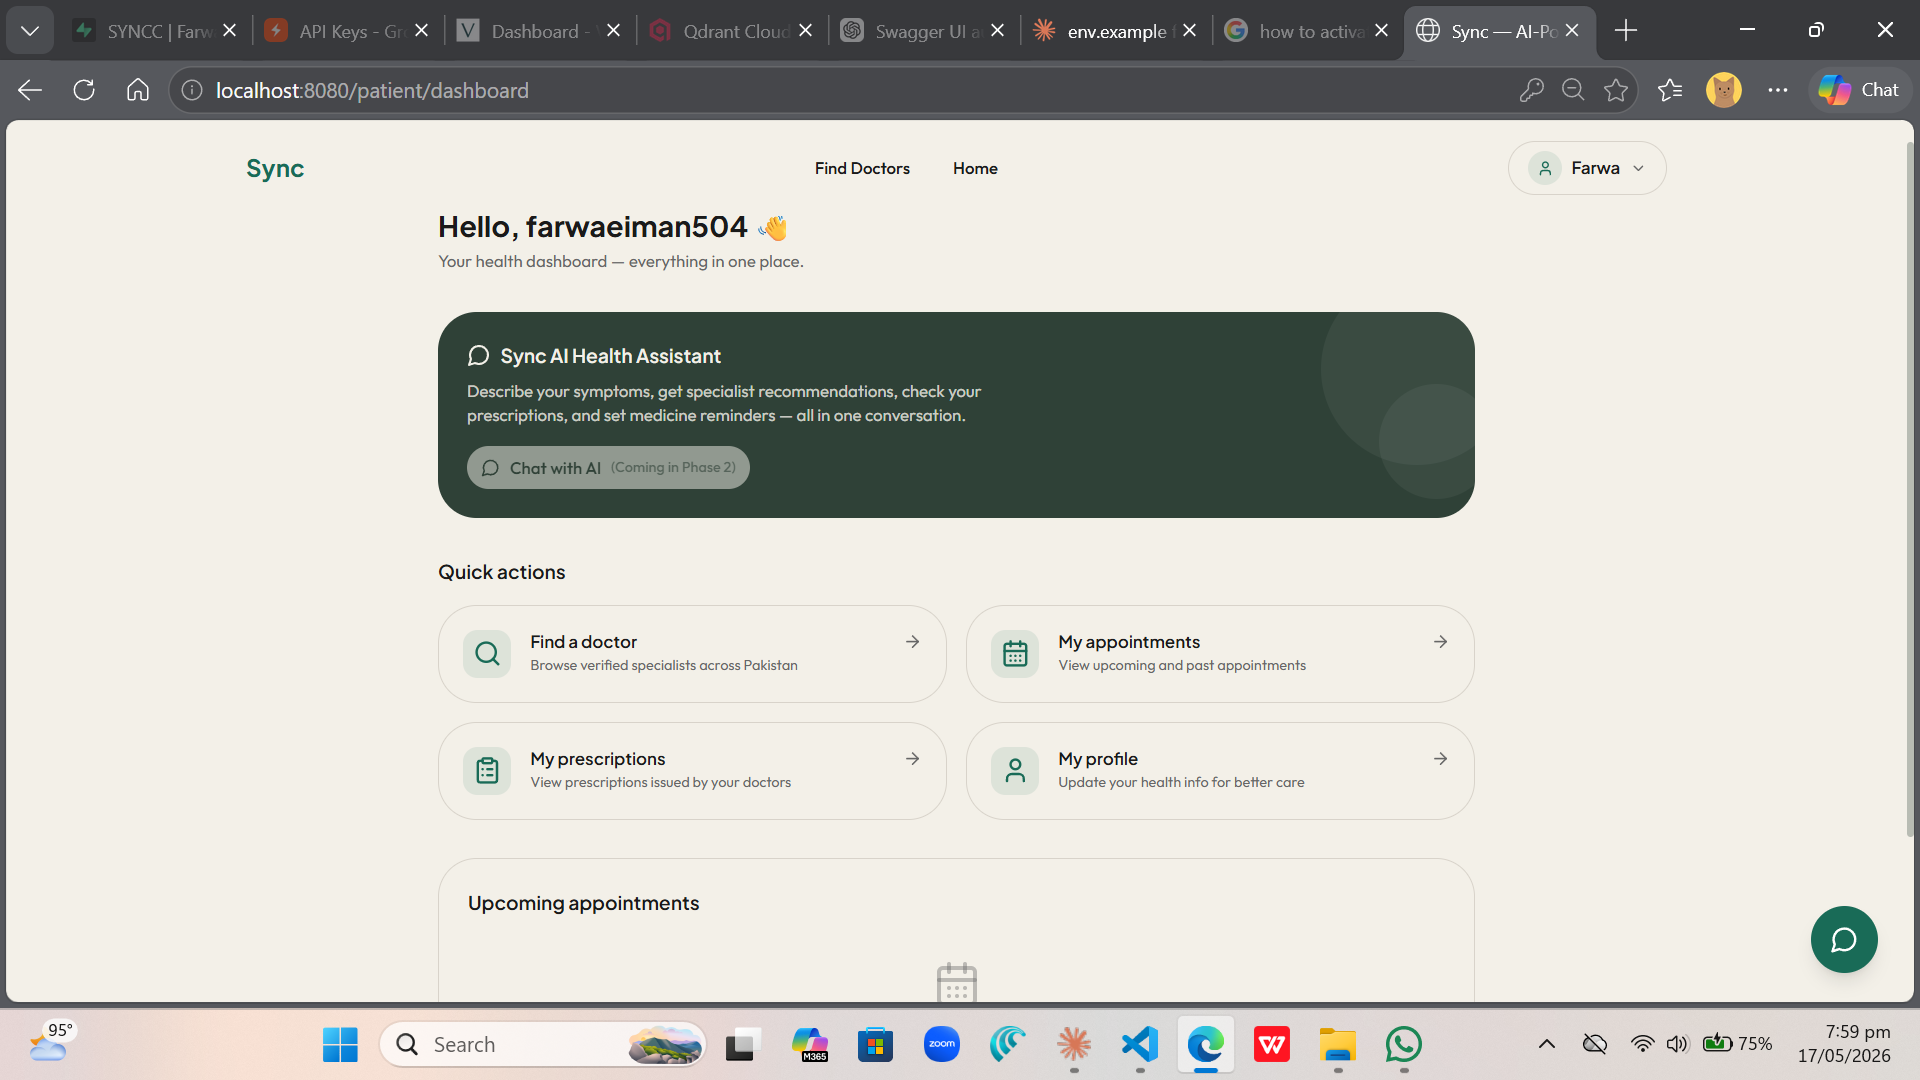 SYNCC | Farw
API Keys - Gr
Dashboard -
Qdrant Cloud
Swagger UI a
env.example
how to activa
Sync — AI-Po
localhost:8080/patient/dashboard
Chat
Sync
Find Doctors
Home
Farwa
Hello, farwaeiman504 👋
Your health dashboard — everything in one place.
Sync AI Health Assistant
Describe your symptoms, get specialist recommendations, check your
prescriptions, and set medicine reminders — all in one conversation.
Chat with AI (Coming in Phase 2)
Quick actions
Find a doctor
Browse verified specialists across Pakistan
My appointments
View upcoming and past appointments
My prescriptions
View prescriptions issued by your doctors
My profile
Update your health info for better care
Upcoming appointments
95°
Search
M365
zoom
75%
7:59 pm
17/05/2026